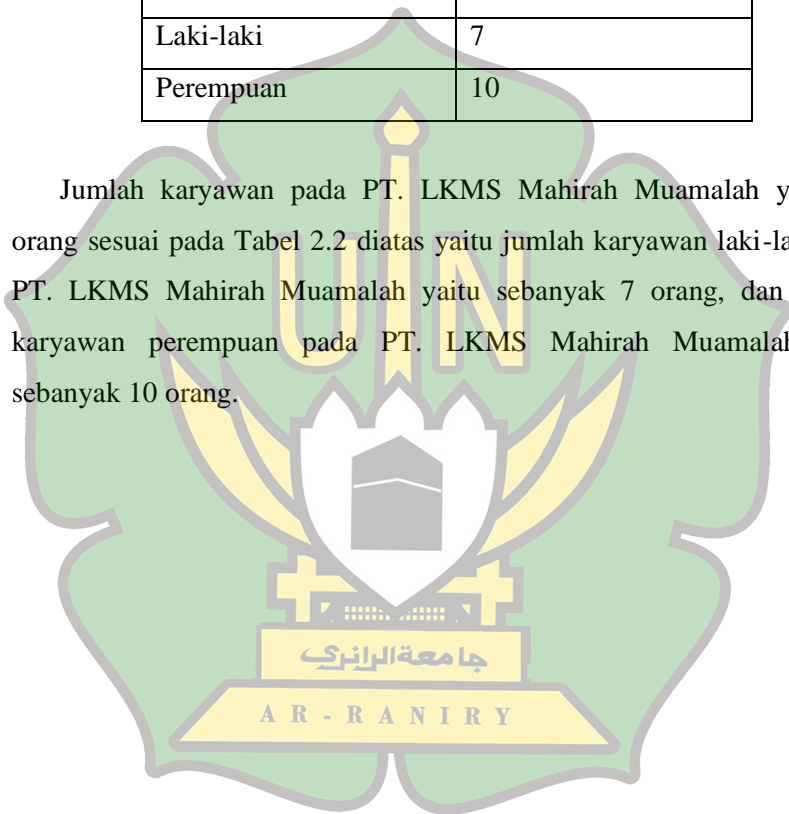 Laki-laki 7
Perempuan 10
Jumlah karyawan pada PT. LKMS Mahirah Muamalah y
orang sesuai pada Tabel 2.2 diatas yaitu jumlah karyawan laki-la
PT. LKMS Mahirah Muamalah yaitu sebanyak 7 orang, dan
karyawan perempuan pada PT. LKMS Mahirah Muamalah
sebanyak 10 orang.
U I N
جامعة الرانري
AR-RANIRY